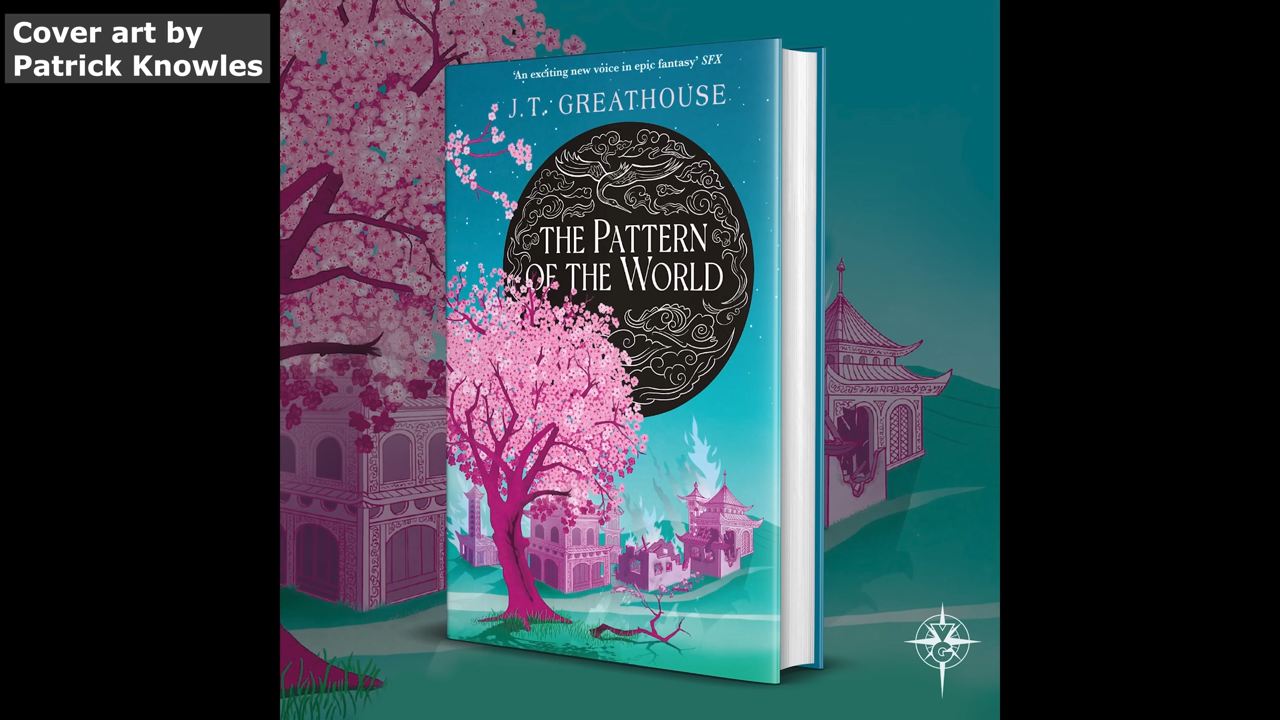 Cover art by
Patrick Knowles
'An exciting new voice in epic fantasy' SFX
J.T. GREATHOUSE
THE PATTERN
OF THE WORLD
VG